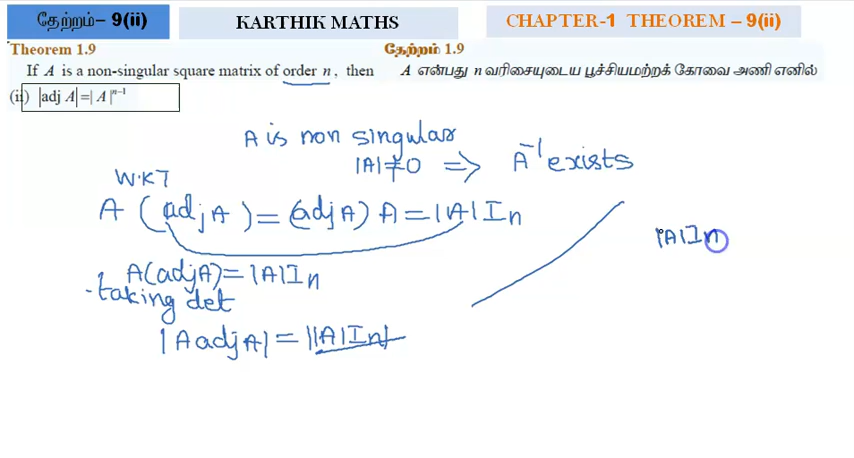 தேற்றம்– 9(ii) KARTHIK MATHS CHAPTER-1 THEOREM – 9(ii)
Theorem 1.9 தேற்றம் 1.9
If A is a non-singular square matrix of order n, then A என்பது n வரிசையுடைய பூச்சியமற்றக் கோவை அணி எனில்
(ii) |adj A| = |A|ⁿ⁻¹
A is non singular
|A| ≠ 0 ⇒ A⁻¹ exists
W.K.T
A (adj A) = (adj A) A = |A| Iₙ
|A| Iₙ
A(adj A) = |A| Iₙ
taking det
|A adj A| = ||A| Iₙ|